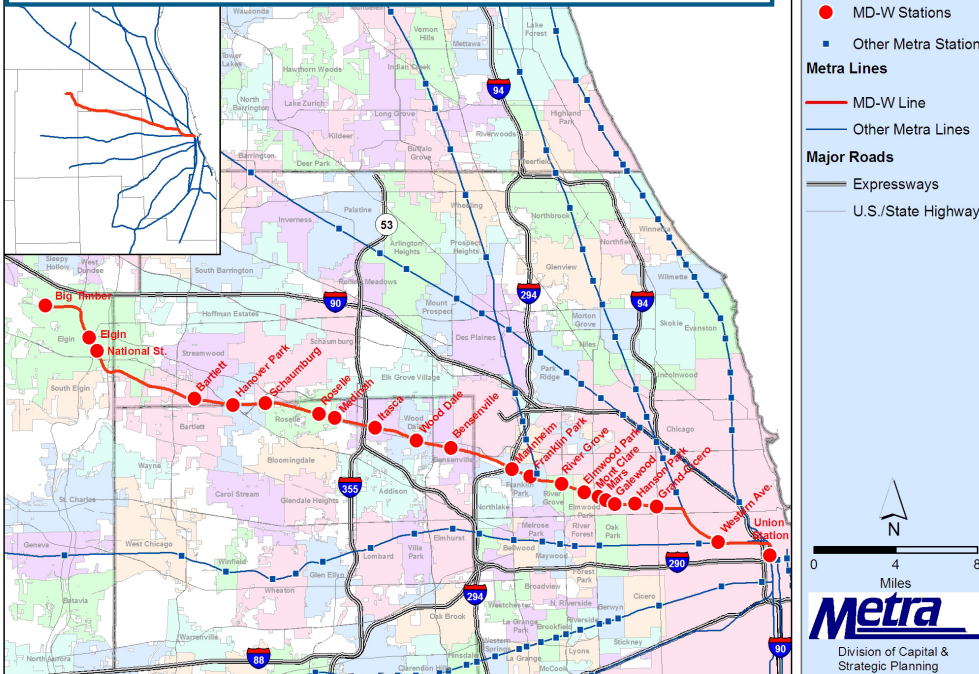 Wauconda
Tower
Lakes
North
Barrington
Barrington
Hawthorn Woods
Lake Zurich
Kildeer
Deer Park
Vernon
Hills
Mettawa
Indian Creek
Long Grove
Buffalo
Grove
Riverwoods
Lake
Forest
94
Highland
Park
Deerfield
Inverness
Palatine
53
Arlington
Heights
Rolling Meadows
Wheeling
Prospect
Heights
Mount
Prospect
Northbrook
Northfield
Winnetka
Glenview
Wilmette
294
94
Morton
Grove
Niles
Skokie
Evanston
Lincolnwood
Sleepy
Hollow
West
Dundee
South Barrington
Hoffman Estates
90
Big Timber
Elgin
Elgin
National St.
South Elgin
Streamwood
Schaumburg
Des Plaines
Park
Ridge
Elk Grove Village
Bartlett
Hanover Park
Schaumburg
Roselle
Medinah
Itasca
Wood Dale
Bensenville
Mannheim
Franklin Park
River Grove
Elmwood Park
Mont Clare
Mars
Galewood
Hanson Park
Grand/Cicero
Western Ave.
Union
Station
Bartlett
Roselle
Wood
Dale
Bensenville
Chicago
Wayne
Bloomingdale
St. Charles
Carol Stream
Glendale Heights
355
Addison
Northlake
Franklin
Park
River
Grove
Elmwood
Park
Geneva
West Chicago
Winfield
Wheaton
Glen Ellyn
Lombard
Villa
Park
Elmhurst
Melrose
Park
Bellwood
Maywood
River
Forest
Oak
Park
Forest
Park
290
294
Batavia
Warrenville
North Aurora
88
Oak Brook
Westchester
Broadview
N. Riverside
Riverside
Berwyn
Cicero
La Grange
Park
Brookfield
Lyons
Stickney
Western
Springs
La Grange
McCook
Hinsdale
Clarendon Hills
90
MD-W Stations
Other Metra Station
Metra Lines
MD-W Line
Other Metra Lines
Major Roads
Expressways
U.S./State Highway
N
0 4 8
Miles
Metra
Division of Capital &
Strategic Planning